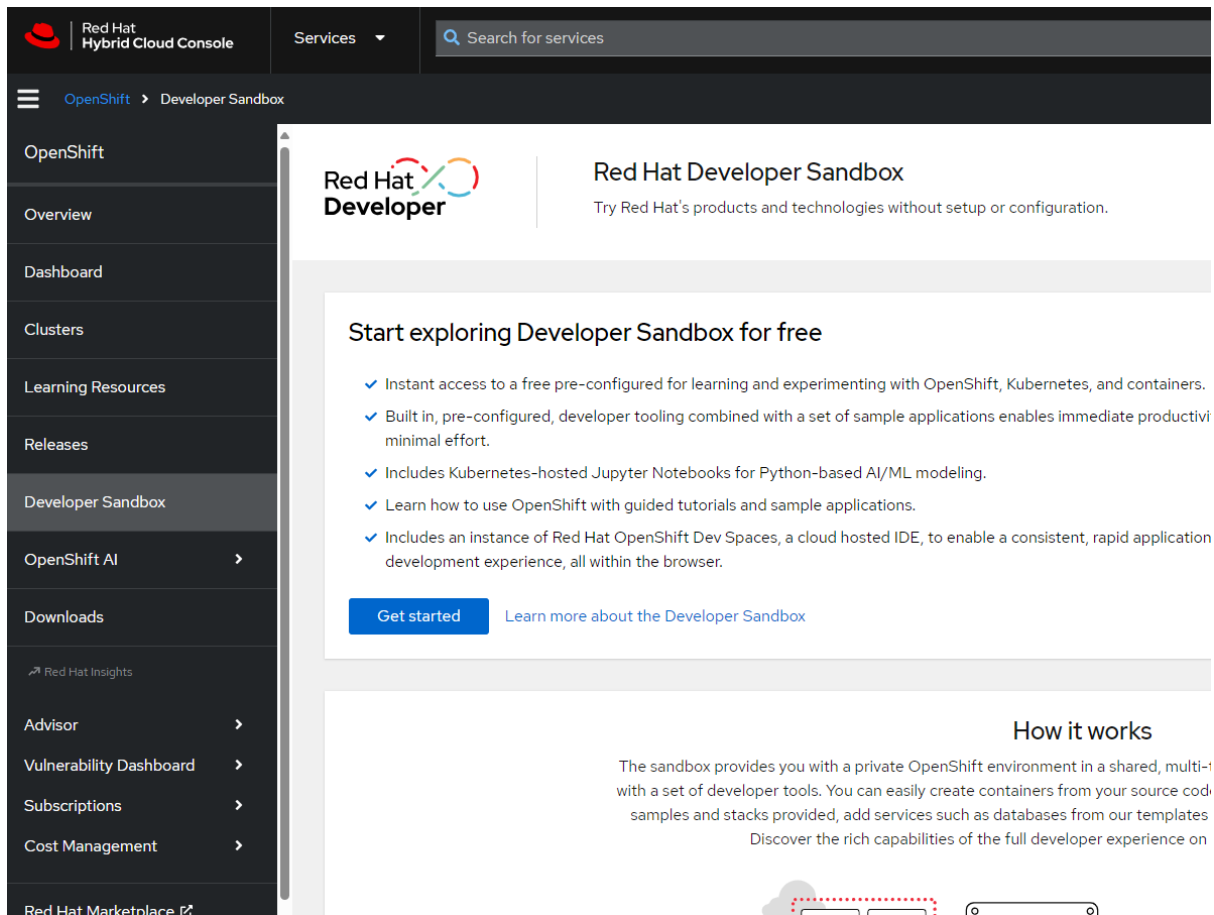 Red Hat
Hybrid Cloud Console
Services
Search for services
OpenShift > Developer Sandbox
OpenShift
Overview
Dashboard
Clusters
Learning Resources
Releases
Developer Sandbox
OpenShift AI
Downloads
Red Hat Insights
Advisor
Vulnerability Dashboard
Subscriptions
Cost Management
Red Hat Marketplace
Red Hat
Developer
Red Hat Developer Sandbox
Try Red Hat's products and technologies without setup or configuration.
Start exploring Developer Sandbox for free
Instant access to a free pre-configured for learning and experimenting with OpenShift, Kubernetes, and containers.
Built in, pre-configured, developer tooling combined with a set of sample applications enables immediate
minimal effort.
Includes Kubernetes-hosted Jupyter Notebooks for Python-based AI/ML modeling.
Learn how to use OpenShift with guided tutorials and sample applications.
Includes an instance of Red Hat OpenShift Dev Spaces, a cloud hosted IDE, to enable a consistent, rapid application
development experience, all within the browser.
Get started
Learn more about the Developer Sandbox
How it works
The sandbox provides you with a private OpenShift environment in a shared,
with a set of developer tools. You can easily create containers from your source
samples and stacks provided, add services such as databases from our templates
Discover the rich capabilities of the full developer experience on